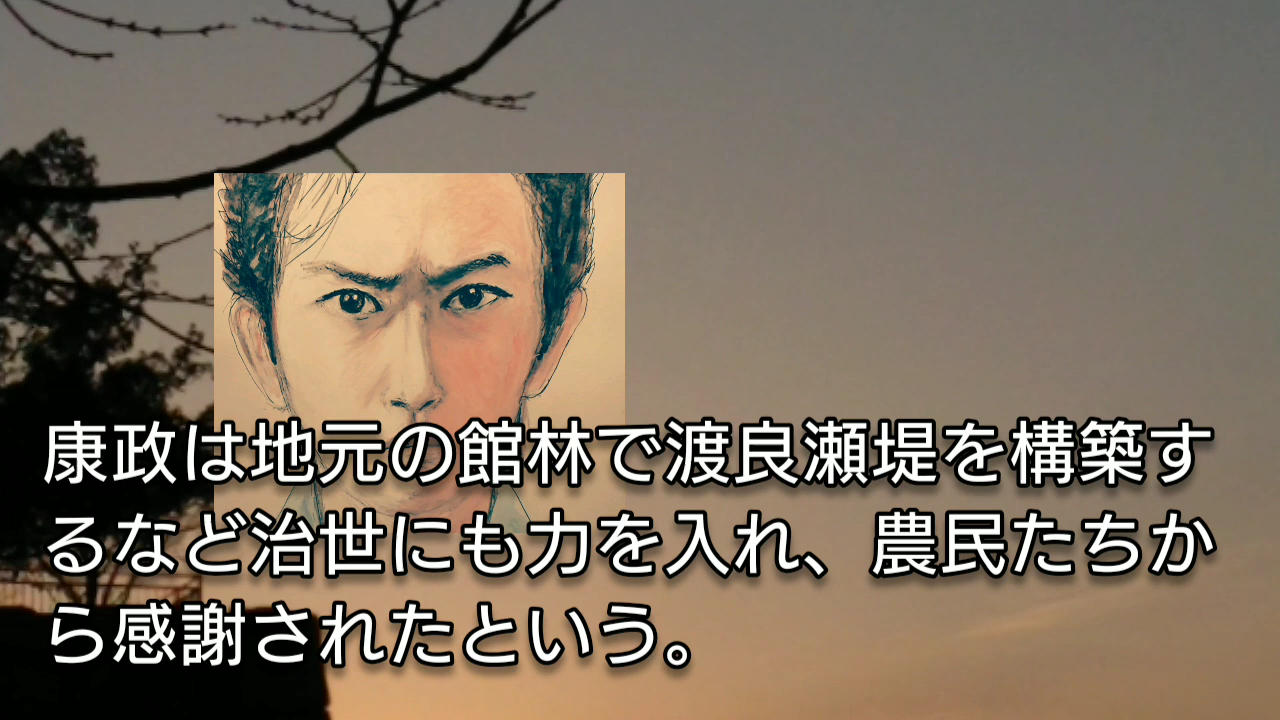 康政は地元の館林で渡良瀬堤を構築す
るなど治世にも力を入れ、農民たちか
ら感謝されたという。